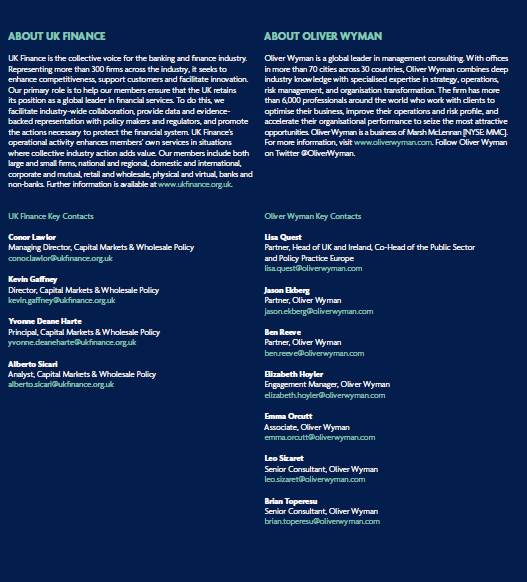 ABOUT UK FINANCE
UK Finance is the collective voice for the banking and finance industry.
Representing more than 300 firms across the industry, it seeks to
enhance competitiveness, support customers and facilitate innovation.
Our primary role is to help our members ensure that the UK retains
its position as a global leader in financial services. To do this, we
facilitate industry-wide collaboration, provide data and evidence-
backed representation with policy makers and regulators, and promote
the actions necessary to protect the financial system. UK Finance's
operational activity enhances members' own services in situations
where collective industry action adds value. Our members include both
large and small firms, national and regional, domestic and international,
corporate and mutual, retail and wholesale, physical and virtual, banks and
non-banks. Further information is available at www.ukfinance.org.uk.
UK Finance Key Contacts
Conor Lawlor
Managing Director, Capital Markets & Wholesale Policy
conor.lawlor@ukfinance.org.uk
Kevin Gaffney
Director, Capital Markets & Wholesale Policy
kevin.gaffney@ukfinance.org.uk
Yvonne Deane Harte
Principal, Capital Markets & Wholesale Policy
yvonne.deaneharte@ukfinance.org.uk
Alberto Sicari
Analyst, Capital Markets & Wholesale Policy
alberto.sicari@ukfinance.org.uk
ABOUT OLIVER WYMAN
Oliver Wyman is a global leader in management consulting. With offices
in more than 70 cities across 30 countries, Oliver Wyman combines deep
industry knowledge with specialised expertise in strategy, operations,
risk management, and organisation transformation. The firm has more
than 6,000 professionals around the world who work with clients to
optimise their business, improve their operations and risk profile, and
accelerate their organisational performance to seize the most attractive
opportunities. Oliver Wyman is a business of Marsh McLennan [NYSE: MMC].
For more information, visit www.oliverwyman.com. Follow Oliver Wyman
on Twitter @OliverWyman.
Oliver Wyman Key Contacts
Lisa Quest
Partner, Head of UK and Ireland, Co-Head of the Public Sector
and Policy Practice Europe
lisa.quest@oliverwyman.com
Jason Ekberg
Partner, Oliver Wyman
jason.ekberg@oliverwyman.com
Ben Reeve
Partner, Oliver Wyman
ben.reeve@oliverwyman.com
Elizabeth Hoyler
Engagement Manager, Oliver Wyman
elizabeth.hoyler@oliverwyman.com
Emma Orcutt
Associate, Oliver Wyman
emma.orcutt@oliverwyman.com
Leo Sizaret
Senior Consultant, Oliver Wyman
leo.sizaret@oliverwyman.com
Brian Toperesu
Senior Consultant, Oliver Wyman
brian.toperesu@oliverwyman.com